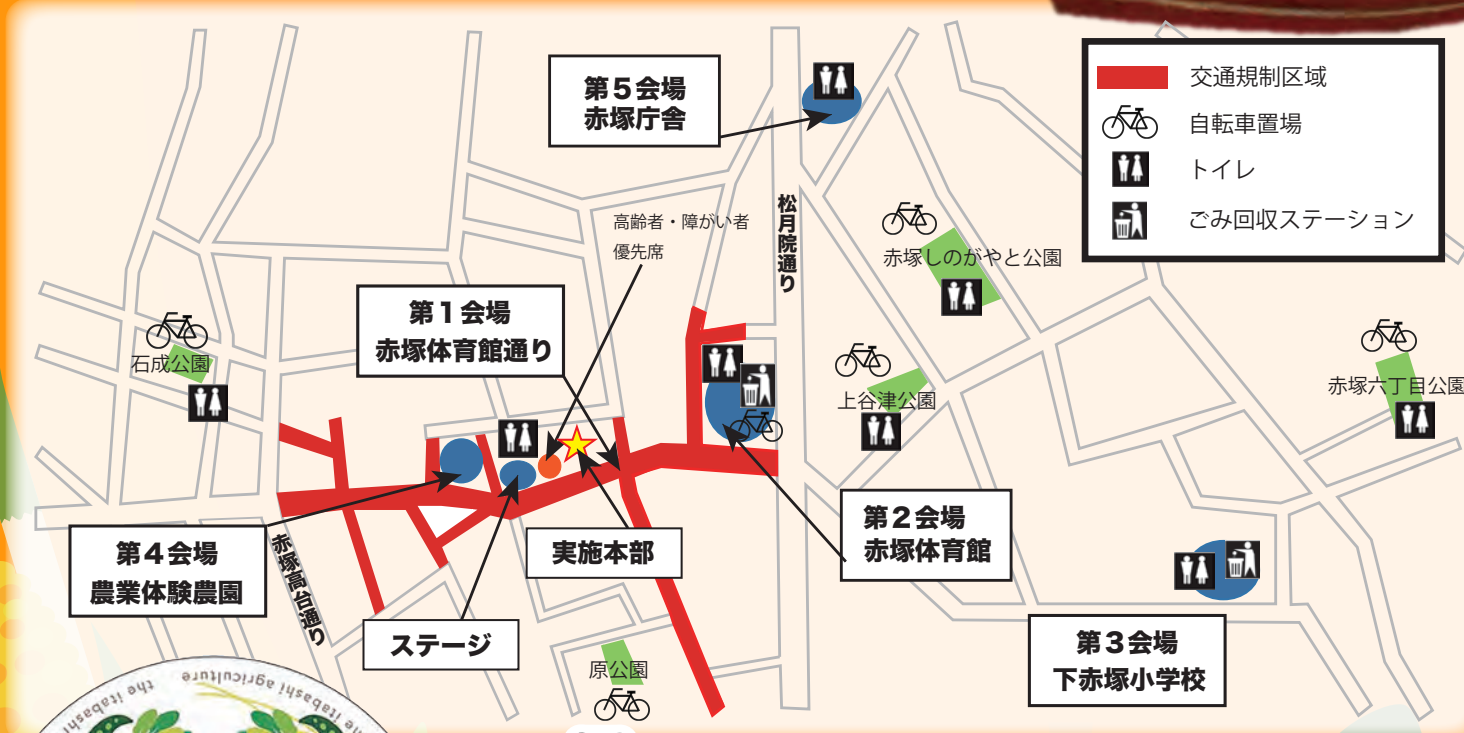 第5会場
赤塚庁舎
交通規制区域
自転車置場
トイレ
ごみ回収ステーション
高齢者・障がい者
優先席
松月院通り
赤塚しのがやと公園
第1会場
赤塚体育館通り
石成公園
上谷津公園
赤塚六丁目公園
第2会場
赤塚体育館
第4会場
農業体験農園
赤塚高台通り
実施本部
ステージ
原公園
第3会場
下赤塚小学校
the itabashi agriculture the itabashi